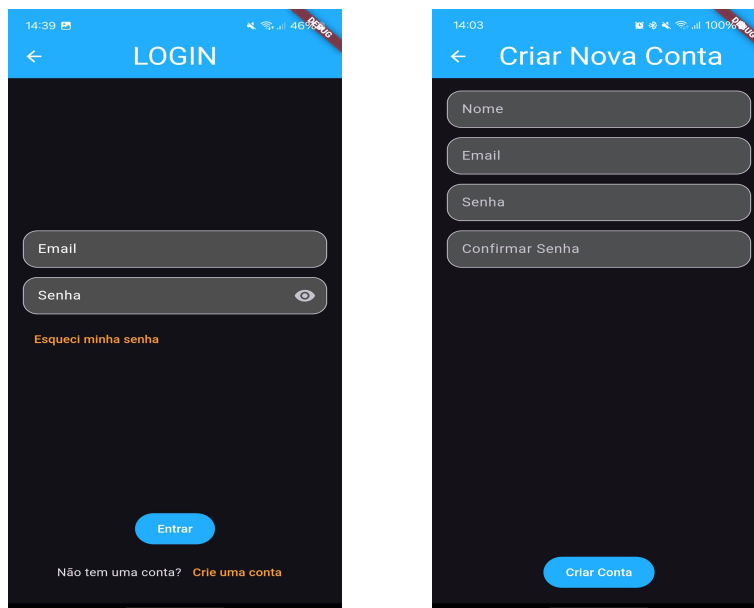 14:39
46%
DEBUG
LOGIN
Email
Senha
Esqueci minha senha
Entrar
Não tem uma conta? Crie uma conta
14:03
100%
DEBUG
Criar Nova Conta
Nome
Email
Senha
Confirmar Senha
Criar Conta